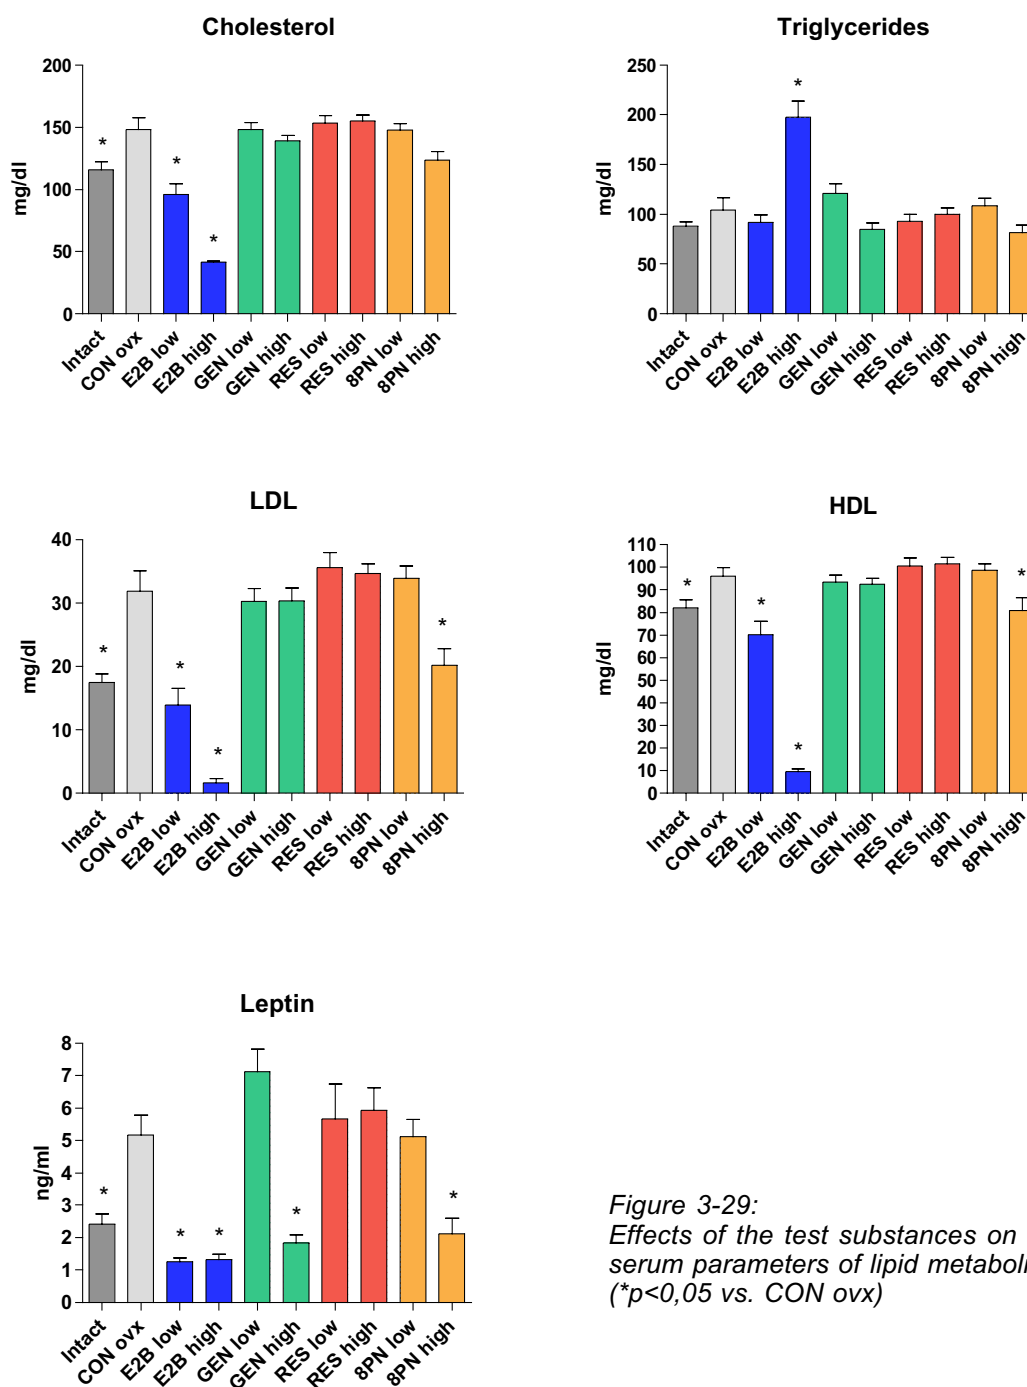 Cholesterol
200
150
100
50
0
mg/dl
*
*
*
Intact
CON ovx
E2B low
E2B high
GEN low
GEN high
RES low
RES high
8PN low
8PN high
Triglycerides
250
200
150
100
50
0
mg/dl
*
Intact
CON ovx
E2B low
E2B high
GEN low
GEN high
RES low
RES high
8PN low
8PN high
LDL
40
30
20
10
0
mg/dl
*
*
*
*
Intact
CON ovx
E2B low
E2B high
GEN low
GEN high
RES low
RES high
8PN low
8PN high
HDL
110
100
90
80
70
60
50
40
30
20
10
0
mg/dl
*
*
*
*
Intact
CON ovx
E2B low
E2B high
GEN low
GEN high
RES low
RES high
8PN low
8PN high
Leptin
8
7
6
5
4
3
2
1
0
ng/ml
*
*
*
*
*
Intact
CON ovx
E2B low
E2B high
GEN low
GEN high
RES low
RES high
8PN low
8PN high
Figure 3-29:
Effects of the test substances on
serum parameters of lipid metaboli
(*p<0,05 vs. CON ovx)